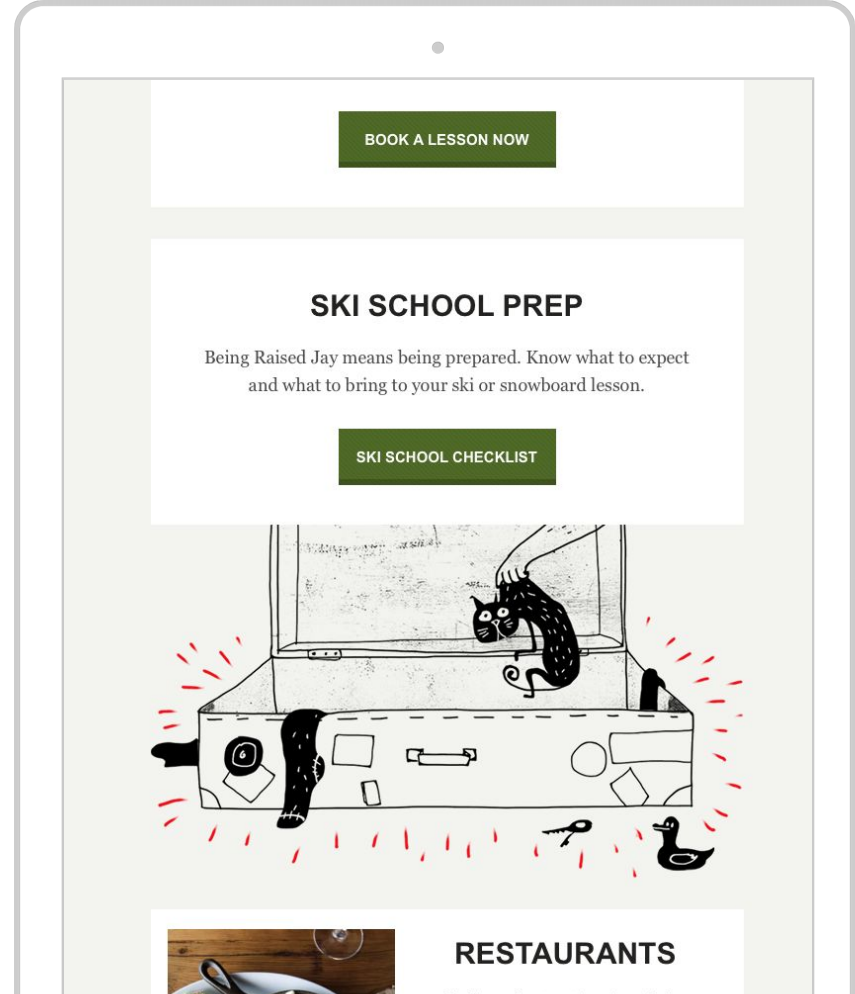 BOOK A LESSON NOW
SKI SCHOOL PREP
Being Raised Jay means being prepared. Know what to expect
and what to bring to your ski or snowboard lesson.
SKI SCHOOL CHECKLIST
RESTAURANTS